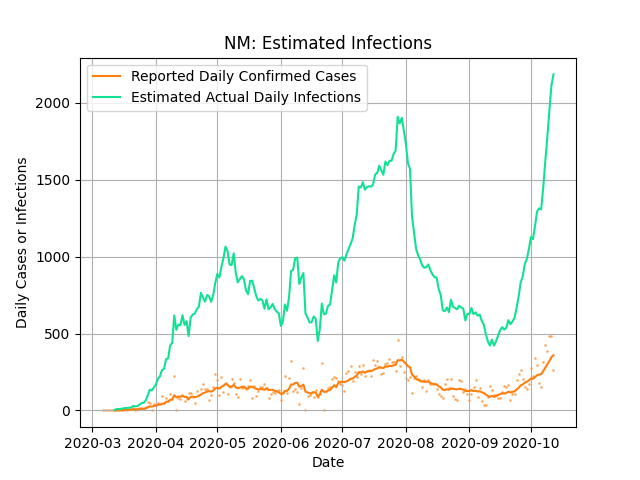 NM: Estimated Infections
Reported Daily Confirmed Cases
Estimated Actual Daily Infections
Daily Cases or Infections
2000
1500
1000
500
0
2020-03 2020-04 2020-05 2020-06 2020-07 2020-08 2020-09 2020-10
Date